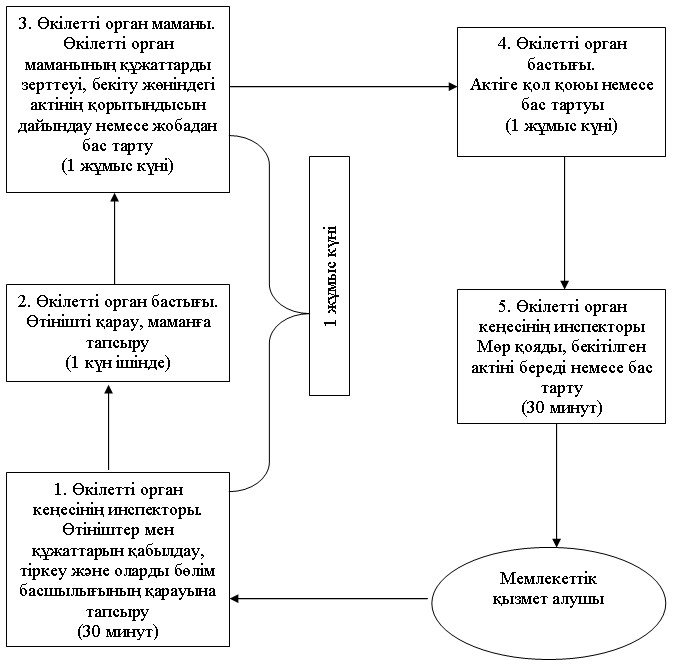 3. Өкілетті орган маманы.
Өкілетті орган
маманының құжаттарды
зерттеуі, бекіту жөніндегі
актінің қорытындысын
дайындау немесе жобадан
бас тарту
(1 жұмыс күні)
4. Өкілетті орган
бастығы.
Актіге қол қоюы немесе
бас тартуы
(1 жұмыс күні)
1 жұмыс күні
2. Өкілетті орган бастығы.
Өтінішті қарау, маманға
тапсыру
(1 күн ішінде)
5. Өкілетті орган
кеңесінің инспекторы
Мөр қояды, бекітілген
актіні береді немесе бас
тарту
(30 минут)
1. Өкілетті орган
кеңесінің инспекторы.
Өтініштер мен
құжаттарын қабылдау,
тіркеу және оларды бөлім
басшылығының қарауына
тапсыру
(30 минут)
Мемлекеттік
қызмет алушы